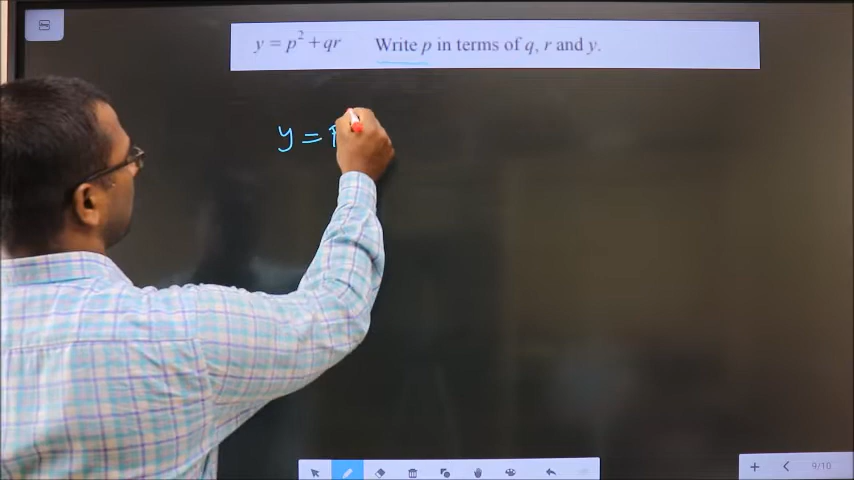 y = p² + qr Write p in terms of q, r and y.
y = p
9/10